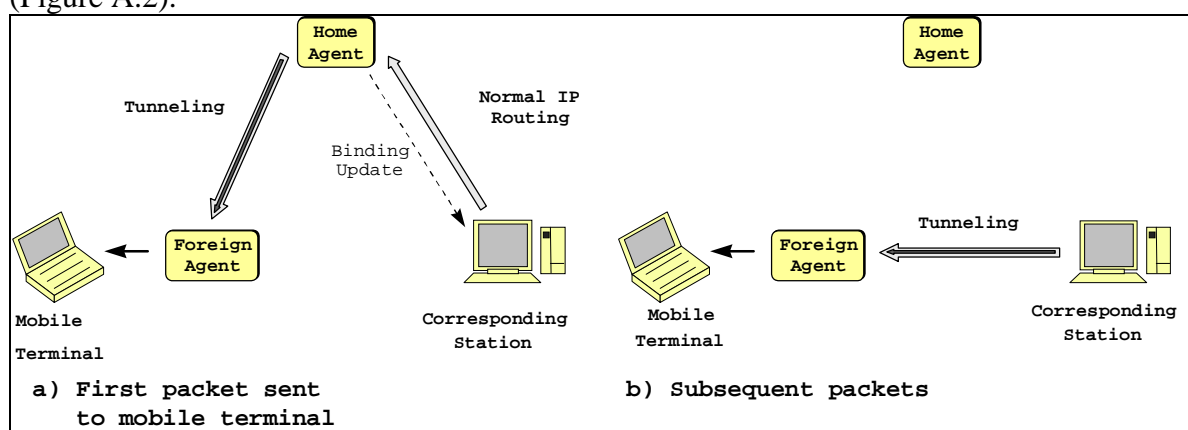 (Figure A.2).
Home
Agent
Tunneling
Normal IP
Routing
Binding
Update
Foreign
Agent
Mobile
Terminal
Corresponding
Station
a) First packet sent
to mobile terminal
Home
Agent
Tunneling
Foreign
Agent
Mobile
Terminal
Corresponding
Station
b) Subsequent packets